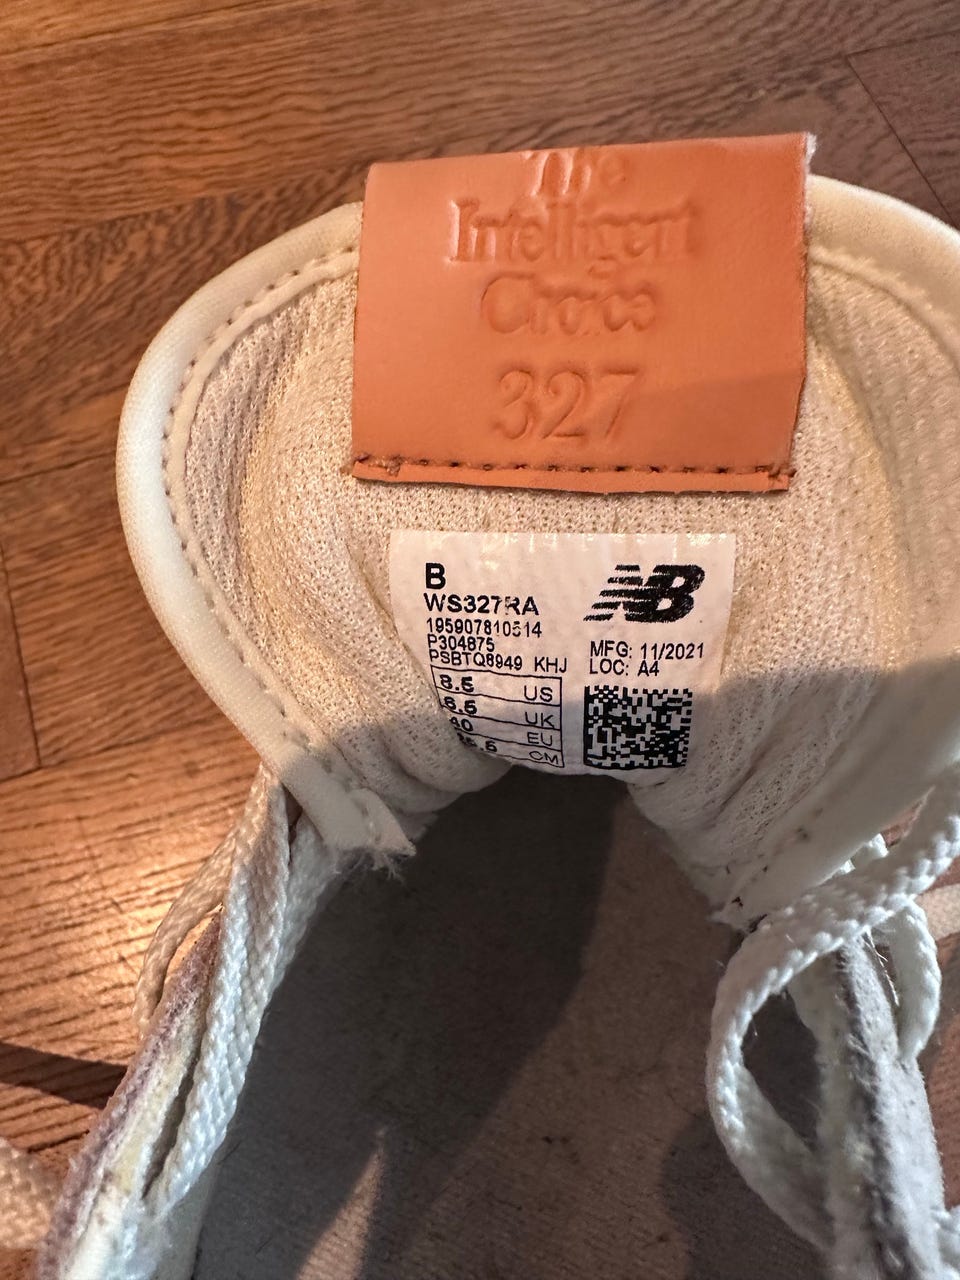 The
Intelligent
Choice
327
B
NB
WS327RA
195907810514
P304875
PSBTQ8949 KHJ
MFG: 11/2021
LOC: A4
8.5 US
6.5 UK
40 EU
CM